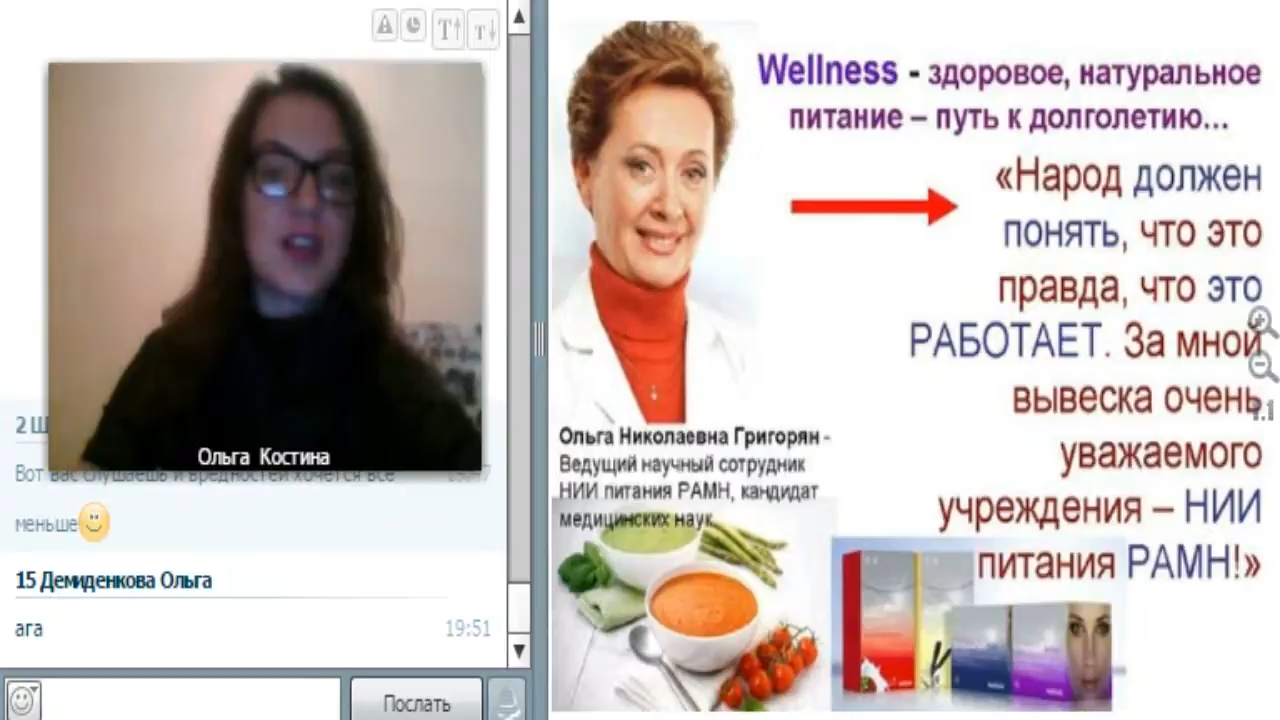 Ольга Костина
2 Ш
Вот вас слушаешь и вредностей хочется все
меньше
15 Демиденкова Ольга
ага
19:51
Послать
Wellness - здоровое, натуральное
питание – путь к долголетию...
«Народ должен
понять, что это
правда, что это
РАБОТАЕТ. За мной
вывеска очень
уважаемого
учреждения – НИИ
питания РАМН!»
Ольга Николаевна Григорян -
Ведущий научный сотрудник
НИИ питания РАМН, кандидат
медицинских наук